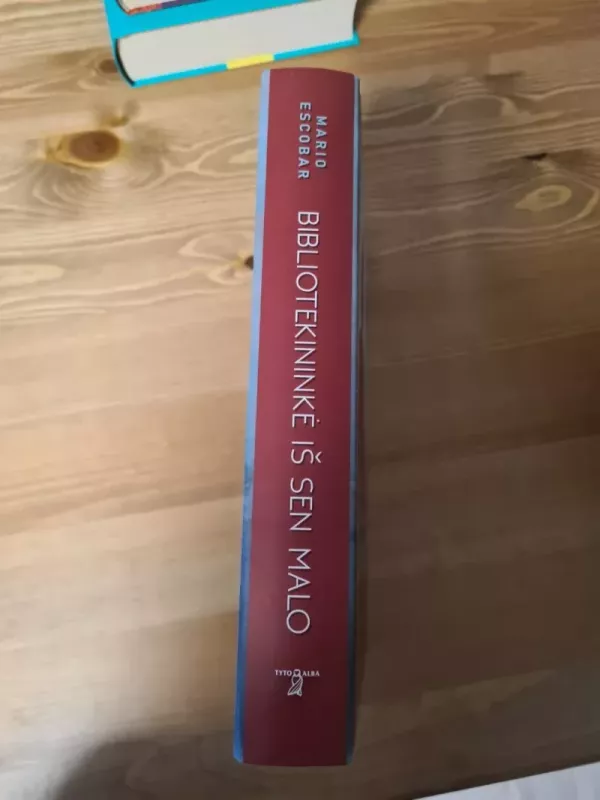 MARIO
ESCOBAR
BIBLIOTEKININKĖ IŠ SEN MALO
TYTO ALBA